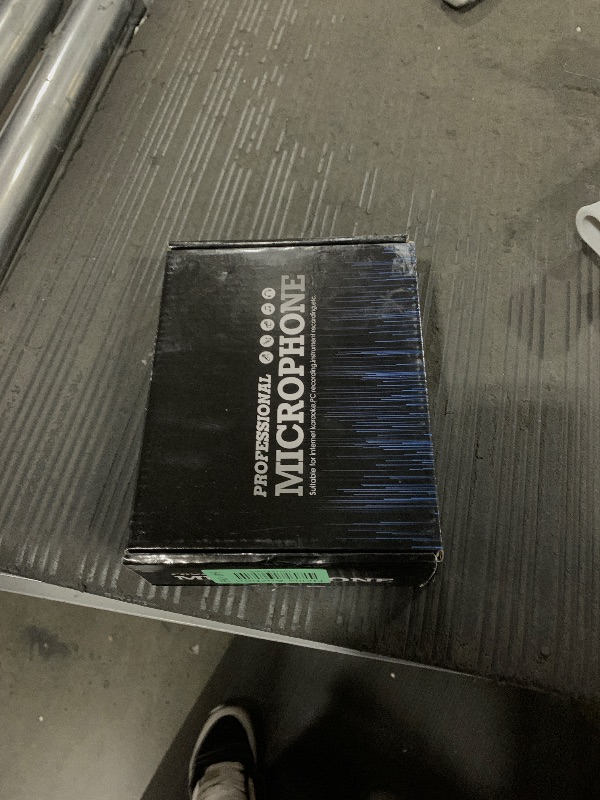 PROFESSIONAL
MICROPHONE
Suitable for Internet karaoke,PC recording,instrument recording,etc.